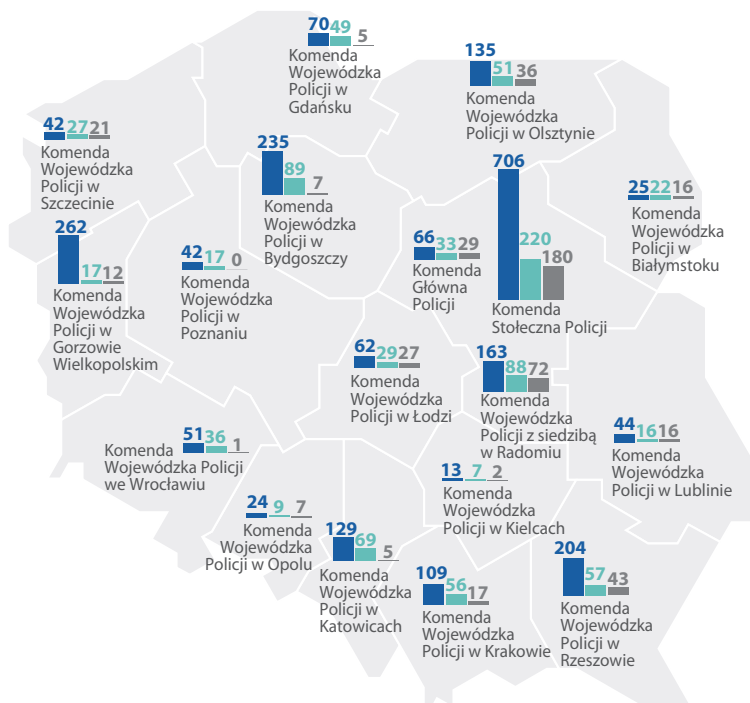 70 49 5
Komenda
Wojewódzka
Policji w
Gdańsku
135 51 36
Komenda
Wojewódzka
Policji w Olsztynie
42 27 21
Komenda
Wojewódzka
Policji w
Szczecinie
235 89 7
Komenda
Wojewódzka
Policji w
Bydgoszczy
706 220 180
Komenda
Stołeczna Policji
25 22 16
Komenda
Wojewódzka
Policji w
Białymstoku
262 17 12
Komenda
Wojewódzka
Policji w
Gorzowie
Wielkopolskim
42 17 0
Komenda
Wojewódzka
Policji w
Poznaniu
66 33 29
Komenda
Główna
Policji
62 29 27
Komenda
Wojewódzka
Policji w Łodzi
163 88 72
Komenda
Wojewódzka
Policji z siedzibą
w Radomiu
44 16 16
Komenda
Wojewódzka
Policji w Lublinie
51 36 1
Komenda
Wojewódzka Policji
we Wrocławiu
13 7 2
Komenda
Wojewódzka
Policji w Kielcach
24 9 7
Komenda
Wojewódzka
Policji w Opolu
129 69 5
Komenda
Wojewódzka
Policji w
Katowicach
109 56 17
Komenda
Wojewódzka
Policji w Krakowie
204 57 43
Komenda
Wojewódzka
Policji w
Rzeszowie